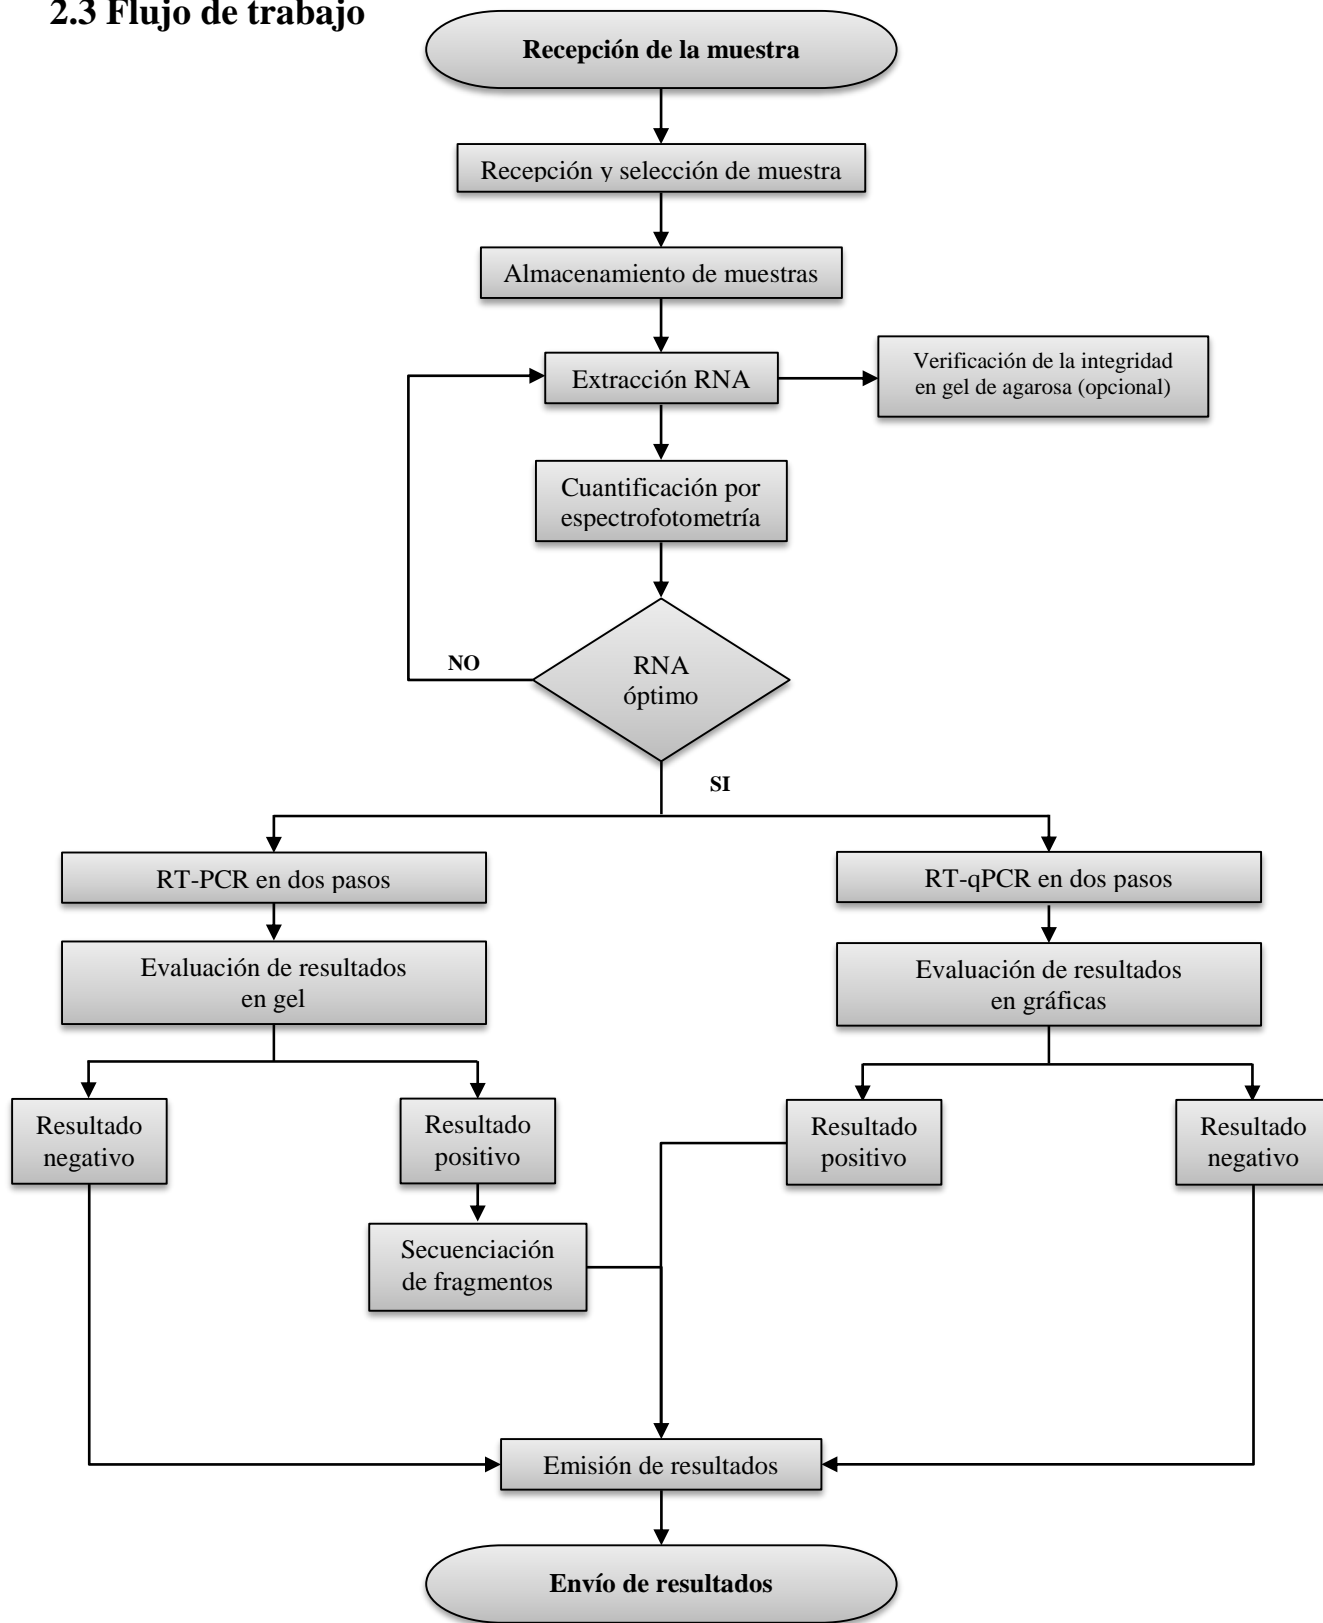 2.3 Flujo de trabajo
Recepción de la muestra
Recepción y selección de muestra
Almacenamiento de muestras
Extracción RNA
Verificación de la integridad
en gel de agarosa (opcional)
Cuantificación por
espectrofotometría
NO
RNA
óptimo
SI
RT-PCR en dos pasos
RT-qPCR en dos pasos
Evaluación de resultados
en gel
Evaluación de resultados
en gráficas
Resultado
negativo
Resultado
positivo
Resultado
positivo
Resultado
negativo
Secuenciación
de fragmentos
Emisión de resultados
Envío de resultados